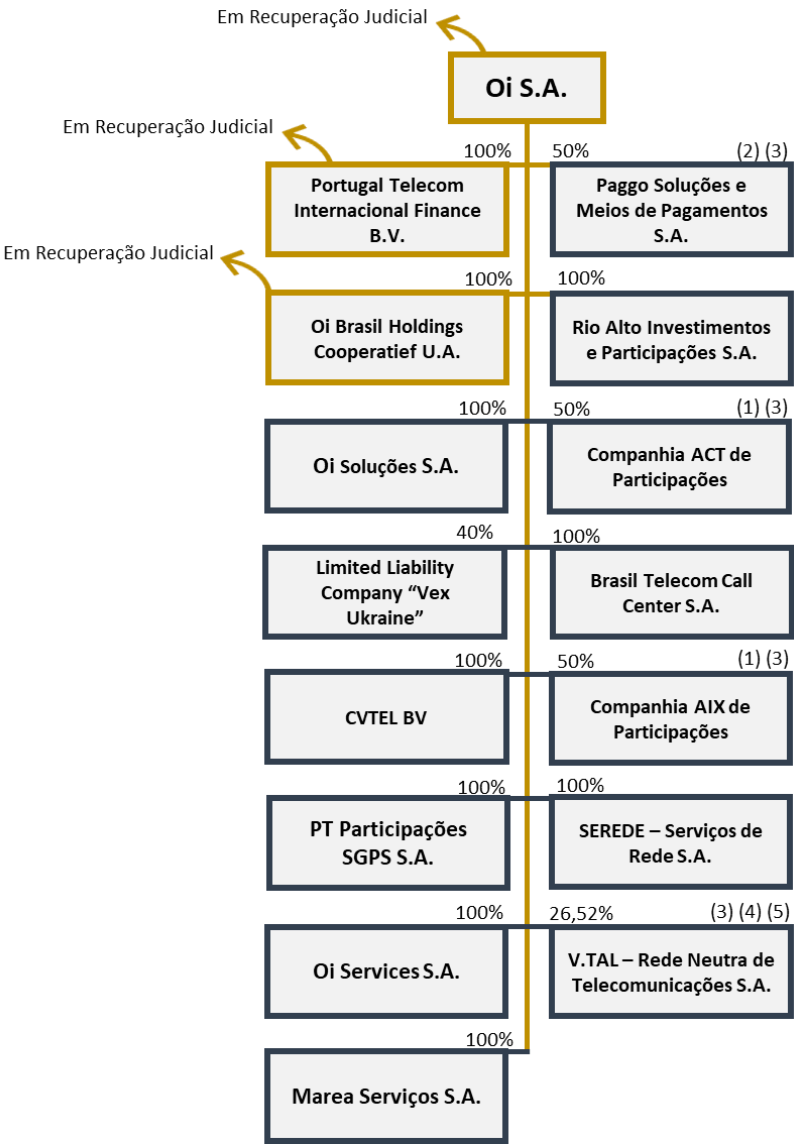 Em Recuperação Judicial
Oi S.A.
Em Recuperação Judicial
100%
50%
(2) (3)
Portugal Telecom
Internacional Finance
B.V.
Paggo Soluções e
Meios de Pagamentos
S.A.
Em Recuperação Judicial
100%
100%
Oi Brasil Holdings
Cooperatief U.A.
Rio Alto Investimentos
e Participações S.A.
100%
50%
(1) (3)
Oi Soluções S.A.
Companhia ACT de
Participações
40%
100%
Limited Liability
Company “Vex
Ukraine”
Brasil Telecom Call
Center S.A.
100%
50%
(1) (3)
CVTEL BV
Companhia AIX de
Participações
100%
100%
PT Participações
SGPS S.A.
SEREDE – Serviços de
Rede S.A.
100%
26,52%
(3) (4) (5)
Oi Services S.A.
V.TAL – Rede Neutra de
Telecomunicações S.A.
100%
Marea Serviços S.A.